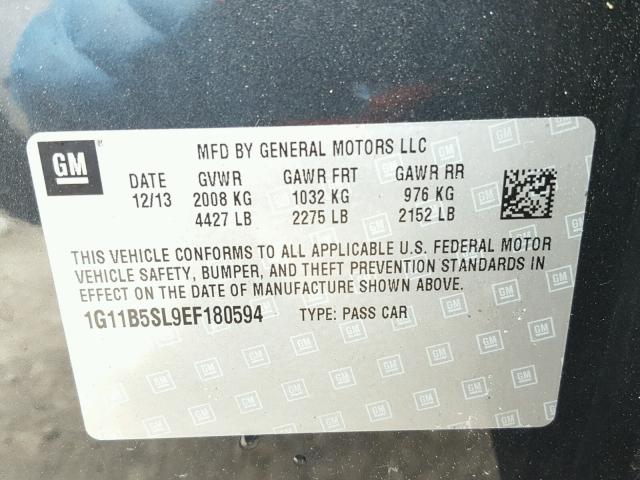 GM
MFD BY GENERAL MOTORS LLC
DATE GVWR GAWR FRT GAWR RR
12/13 2008 KG 1032 KG 976 KG
4427 LB 2275 LB 2152 LB
THIS VEHICLE CONFORMS TO ALL APPLICABLE U.S. FEDERAL MOTOR
VEHICLE SAFETY, BUMPER, AND THEFT PREVENTION STANDARDS IN
EFFECT ON THE DATE OF MANUFACTURE SHOWN ABOVE.
1G11B5SL9EF180594 TYPE: PASS CAR